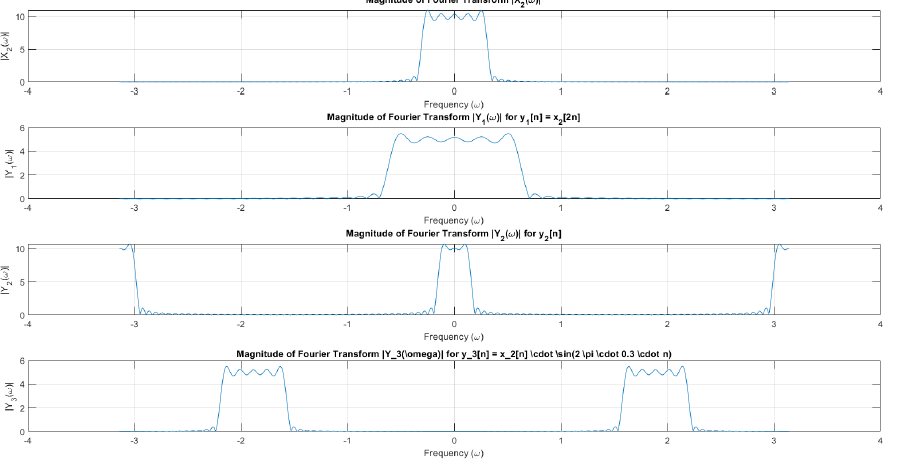 Magnitude of Fourier Transform |X2(ω)|
10
5
0
|X2(ω)|
-4 -3 -2 -1 0 1 2 3 4
Frequency (ω)
Magnitude of Fourier Transform |Y1(ω)| for y1[n] = x2[2n]
6
4
2
0
|Y1(ω)|
-4 -3 -2 -1 0 1 2 3 4
Frequency (ω)
Magnitude of Fourier Transform |Y2(ω)| for y2[n]
10
5
0
|Y2(ω)|
-4 -3 -2 -1 0 1 2 3 4
Frequency (ω)
Magnitude of Fourier Transform |Y_3(\omega)| for y_3[n] = x_2[n] \cdot \sin(2 \pi \cdot 0.3 \cdot n)
6
4
2
0
|Y3(ω)|
-4 -3 -2 -1 0 1 2 3 4
Frequency (ω)